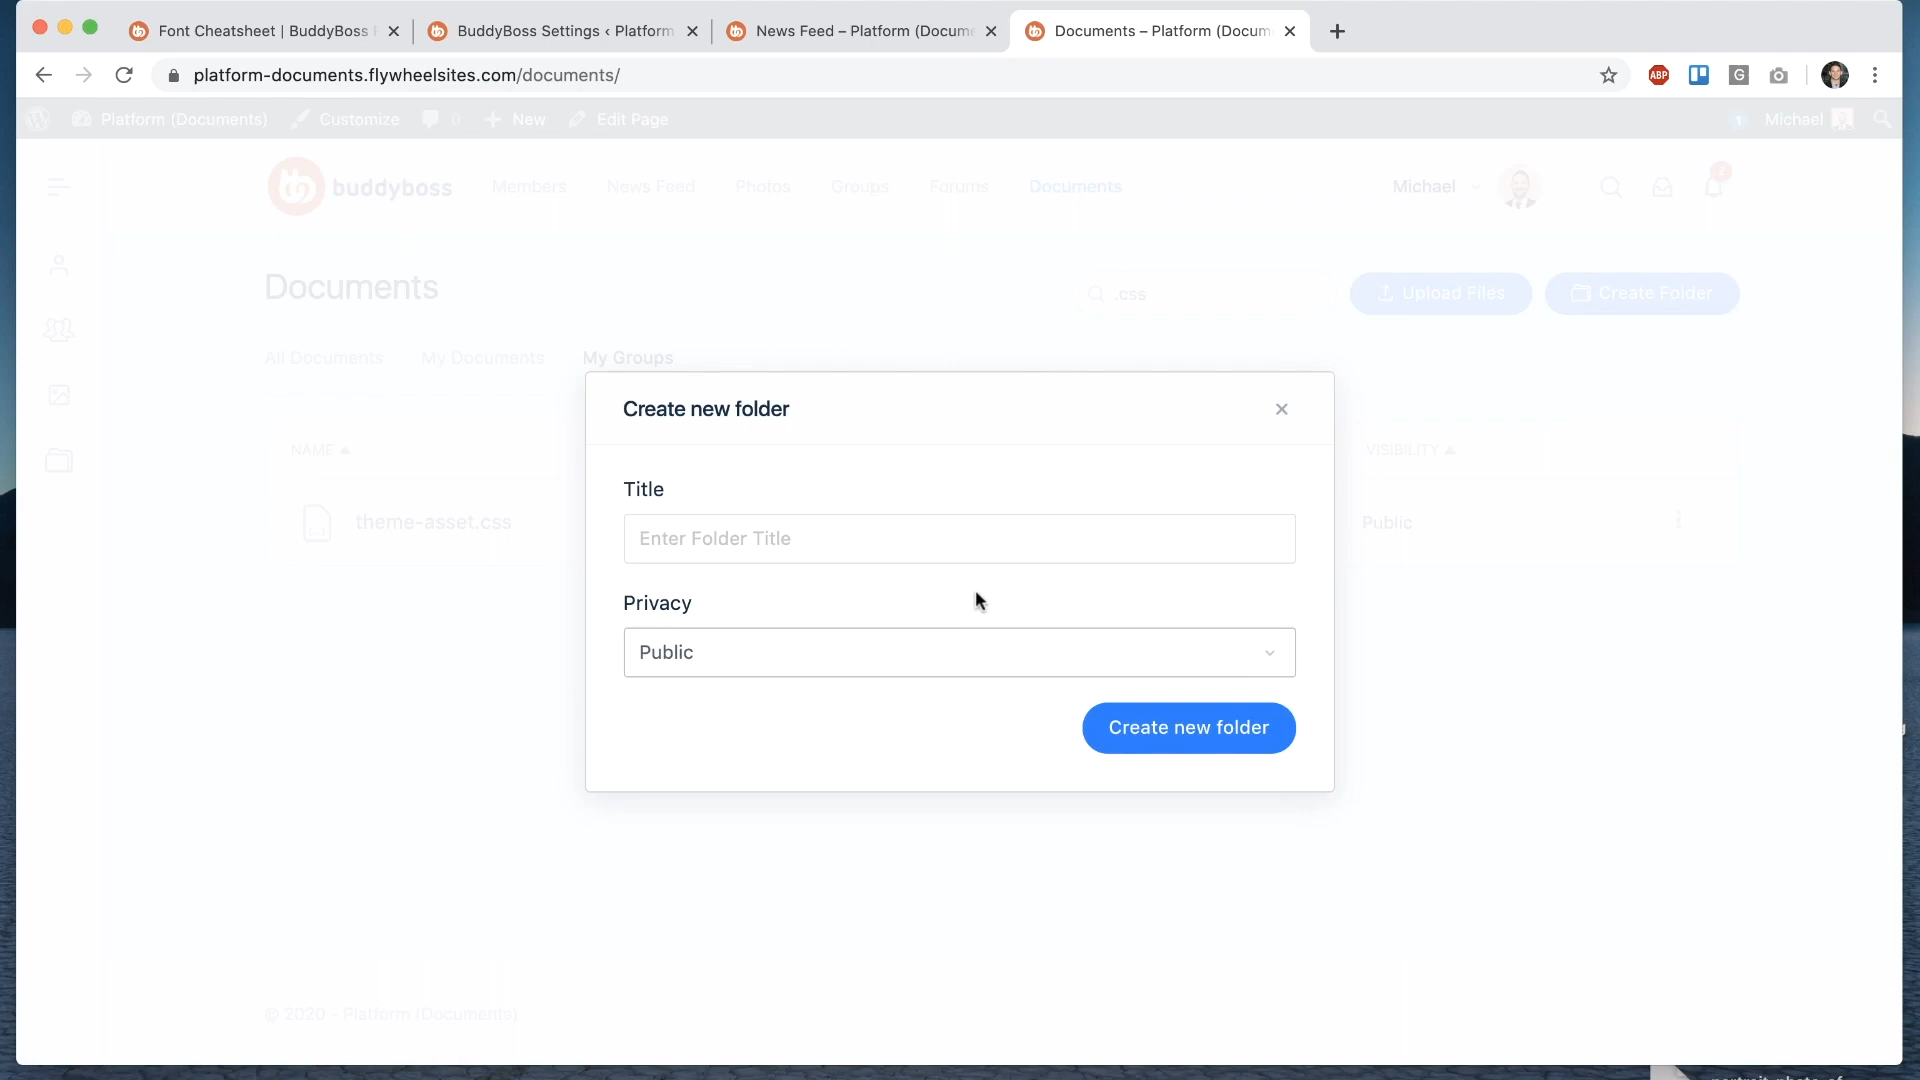 Font Cheatsheet | BuddyBoss
BuddyBoss Settings ‹ Platform
News Feed – Platform (Docum
Documents – Platform (Docum
platform-documents.flywheelsites.com/documents/
ABP
G
Platform (Documents)
Customize
0
New
Edit Page
1
Michael
buddyboss
Members
News Feed
Photos
Groups
Forums
Documents
Michael
Documents
.css
Upload Files
Create Folder
All Documents
My Documents
My Groups
Create new folder
NAME
VISIBILITY
Title
Enter Folder Title
theme-asset.css
Public
Privacy
Public
Create new folder
© 2020 - Platform (Documents)